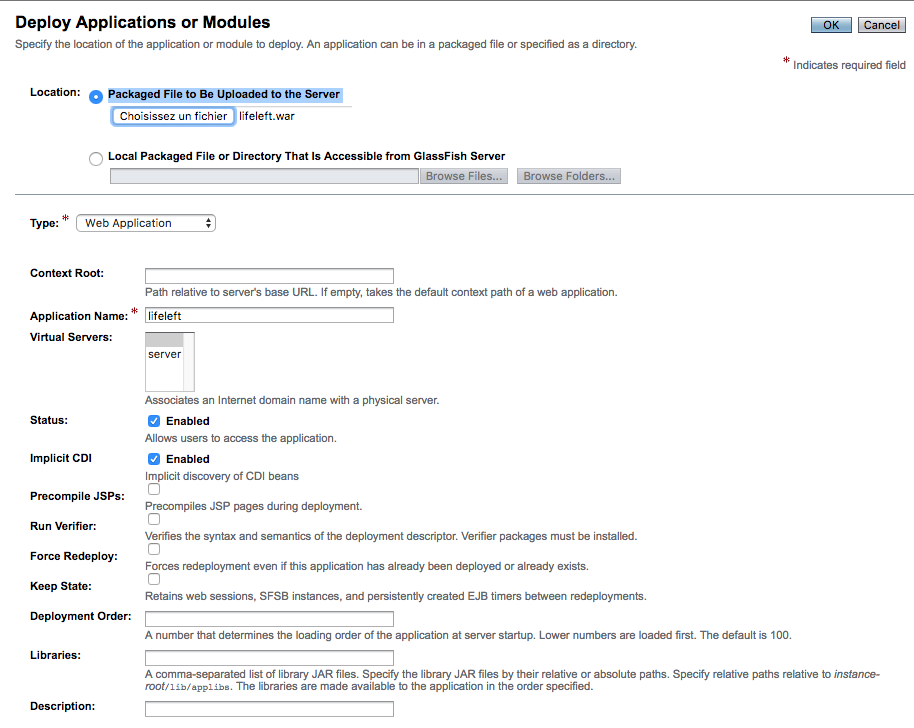 Deploy Applications or Modules
OK Cancel
Specify the location of the application or module to deploy. An application can be in a packaged file or specified as a directory.
* Indicates required field
Location: Packaged File to Be Uploaded to the Server
Choisissez un fichier lifeleft.war
Local Packaged File or Directory That Is Accessible from GlassFish Server
Browse Files... Browse Folders...
Type: * Web Application
Context Root:
Path relative to server's base URL. If empty, takes the default context path of a web application.
Application Name: * lifeleft
Virtual Servers:
server
Associates an Internet domain name with a physical server.
Status: Enabled
Allows users to access the application.
Implicit CDI Enabled
Implicit discovery of CDI beans
Precompile JSPs:
Precompiles JSP pages during deployment.
Run Verifier:
Verifies the syntax and semantics of the deployment descriptor. Verifier packages must be installed.
Force Redeploy:
Forces redeployment even if this application has already been deployed or already exists.
Keep State:
Retains web sessions, SFSB instances, and persistently created EJB timers between redeployments.
Deployment Order:
A number that determines the loading order of the application at server startup. Lower numbers are loaded first. The default is 100.
Libraries:
A comma-separated list of library JAR files. Specify the library JAR files by their relative or absolute paths. Specify relative paths relative to instance-
root/lib/applibs. The libraries are made available to the application in the order specified.
Description: